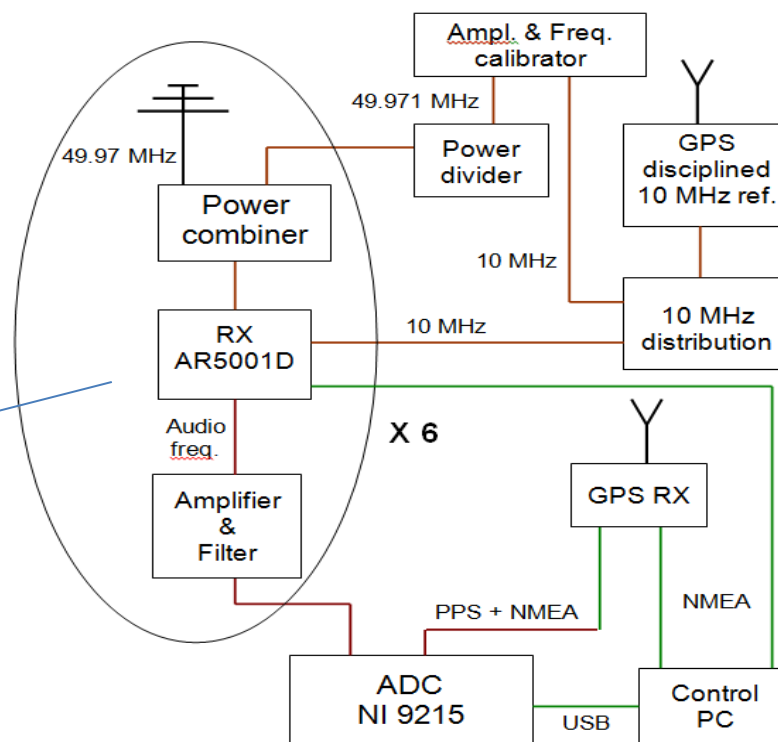 Ampl. & Freq.
calibrator
49.971 MHz
49.97 MHz
Power
divider
GPS
disciplined
10 MHz ref.
Power
combiner
10 MHz
RX
AR5001D
10 MHz
10 MHz
distribution
Audio
freq.
X 6
Amplifier
&
Filter
GPS RX
PPS + NMEA
NMEA
ADC
NI 9215
USB
Control
PC